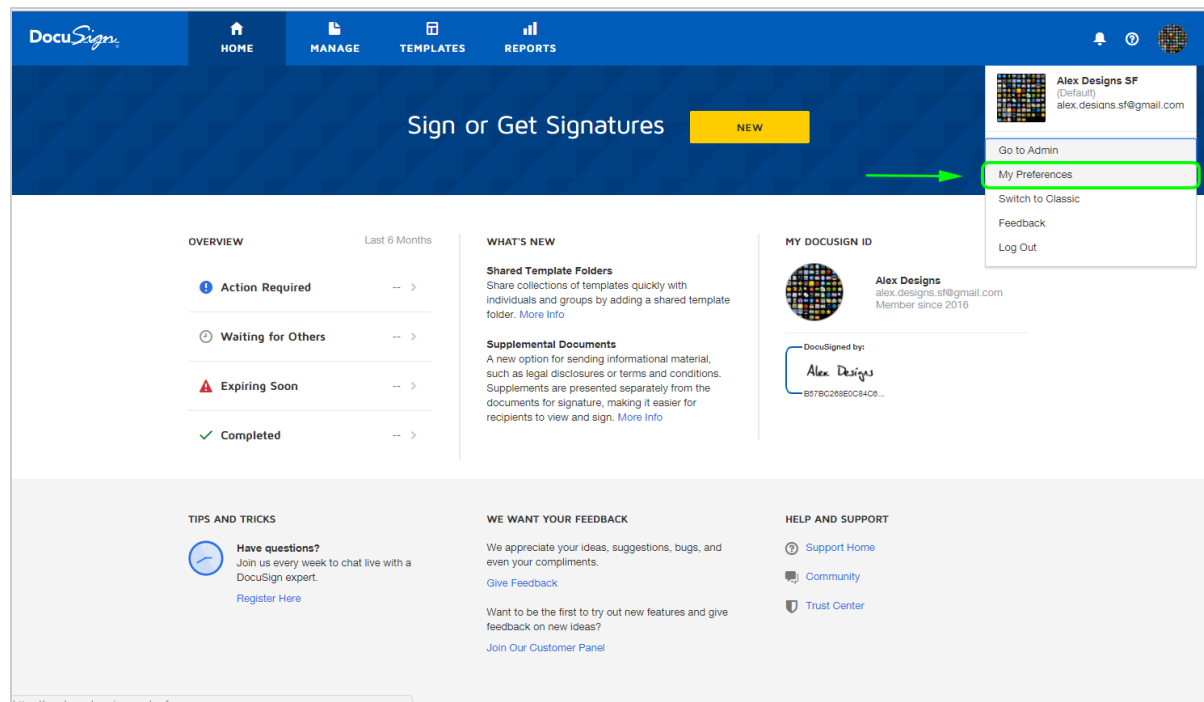 DocuSign
HOME
MANAGE
TEMPLATES
REPORTS
Alex Designs SF
(Default)
alex.designs.sf@gmail.com
Go to Admin
My Preferences
Switch to Classic
Feedback
Log Out
Sign or Get Signatures
NEW
OVERVIEW
Last 6 Months
Action Required --
Waiting for Others --
Expiring Soon --
Completed --
WHAT'S NEW
Shared Template Folders
Share collections of templates quickly with
individuals and groups by adding a shared template
folder. More Info
Supplemental Documents
A new option for sending informational material,
such as legal disclosures or terms and conditions.
Supplements are presented separately from the
documents for signature, making it easier for
recipients to view and sign. More Info
MY DOCUSIGN ID
Alex Designs
alex.designs.sf@gmail.com
Member since 2016
DocuSigned by:
Alex Designs
B57BC268E0C84C6...
TIPS AND TRICKS
Have questions?
Join us every week to chat live with a
DocuSign expert.
Register Here
WE WANT YOUR FEEDBACK
We appreciate your ideas, suggestions, bugs, and
even your compliments.
Give Feedback
Want to be the first to try out new features and give
feedback on new ideas?
Join Our Customer Panel
HELP AND SUPPORT
Support Home
Community
Trust Center